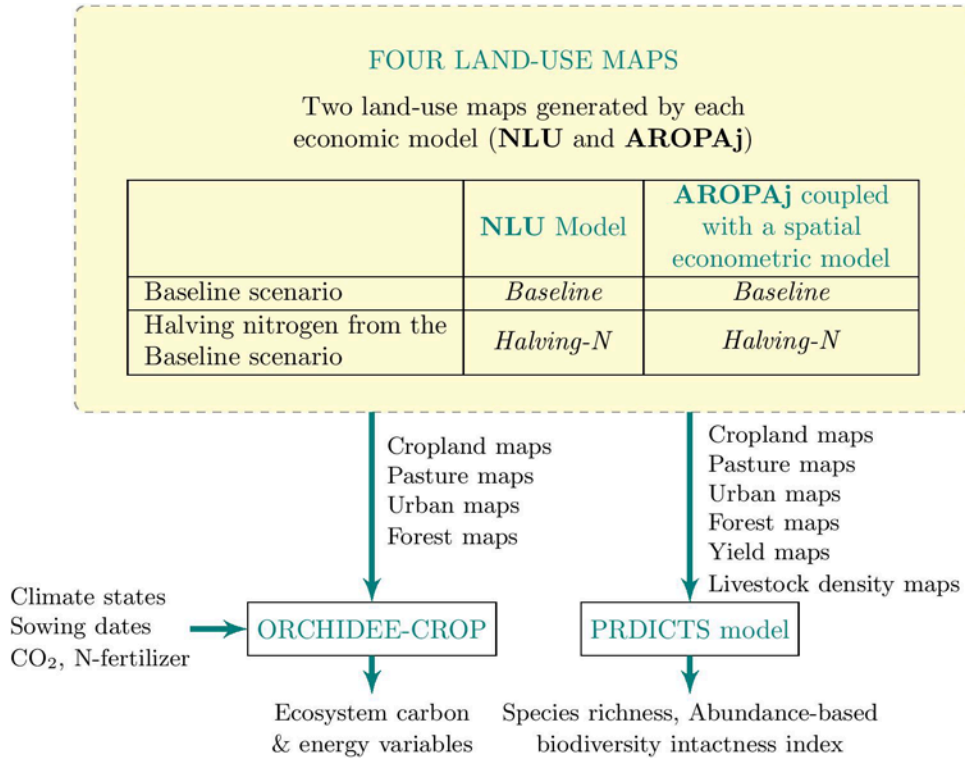 FOUR LAND-USE MAPS
Two land-use maps generated by each
economic model (NLU and AROPAj)
NLU Model
AROPAj coupled
with a spatial
econometric model
Baseline scenario
Baseline
Baseline
Halving nitrogen from the
Baseline scenario
Halving-N
Halving-N
Cropland maps
Pasture maps
Urban maps
Forest maps
Cropland maps
Pasture maps
Urban maps
Forest maps
Yield maps
Livestock density maps
Climate states
Sowing dates
CO₂, N-fertilizer
ORCHIDEE-CROP
PRDICTS model
Ecosystem carbon
& energy variables
Species richness, Abundance-based
biodiversity intactness index